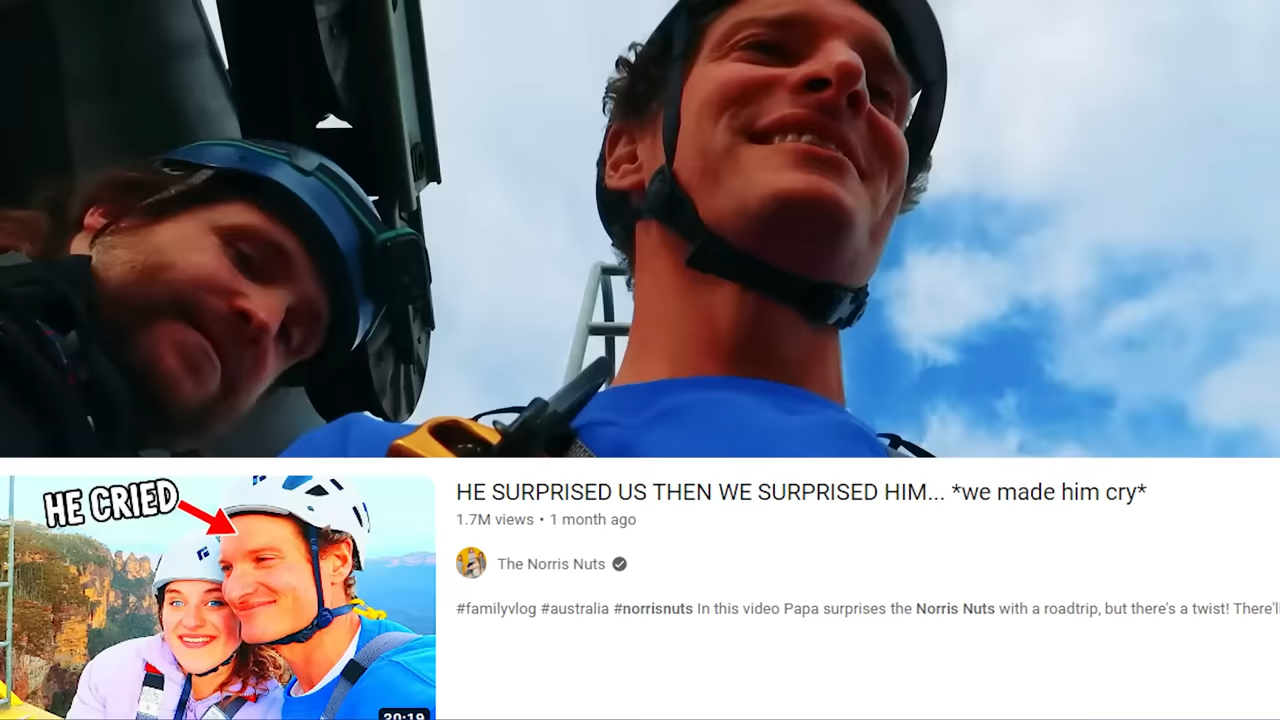 HE CRIED
HE SURPRISED US THEN WE SURPRISED HIM... *we made him cry*
1.7M views • 1 month ago
The Norris Nuts
#familyvlog #australia #norrisnuts In this video Papa surprises the Norris Nuts with a roadtrip, but there's a twist! There'll
30:19